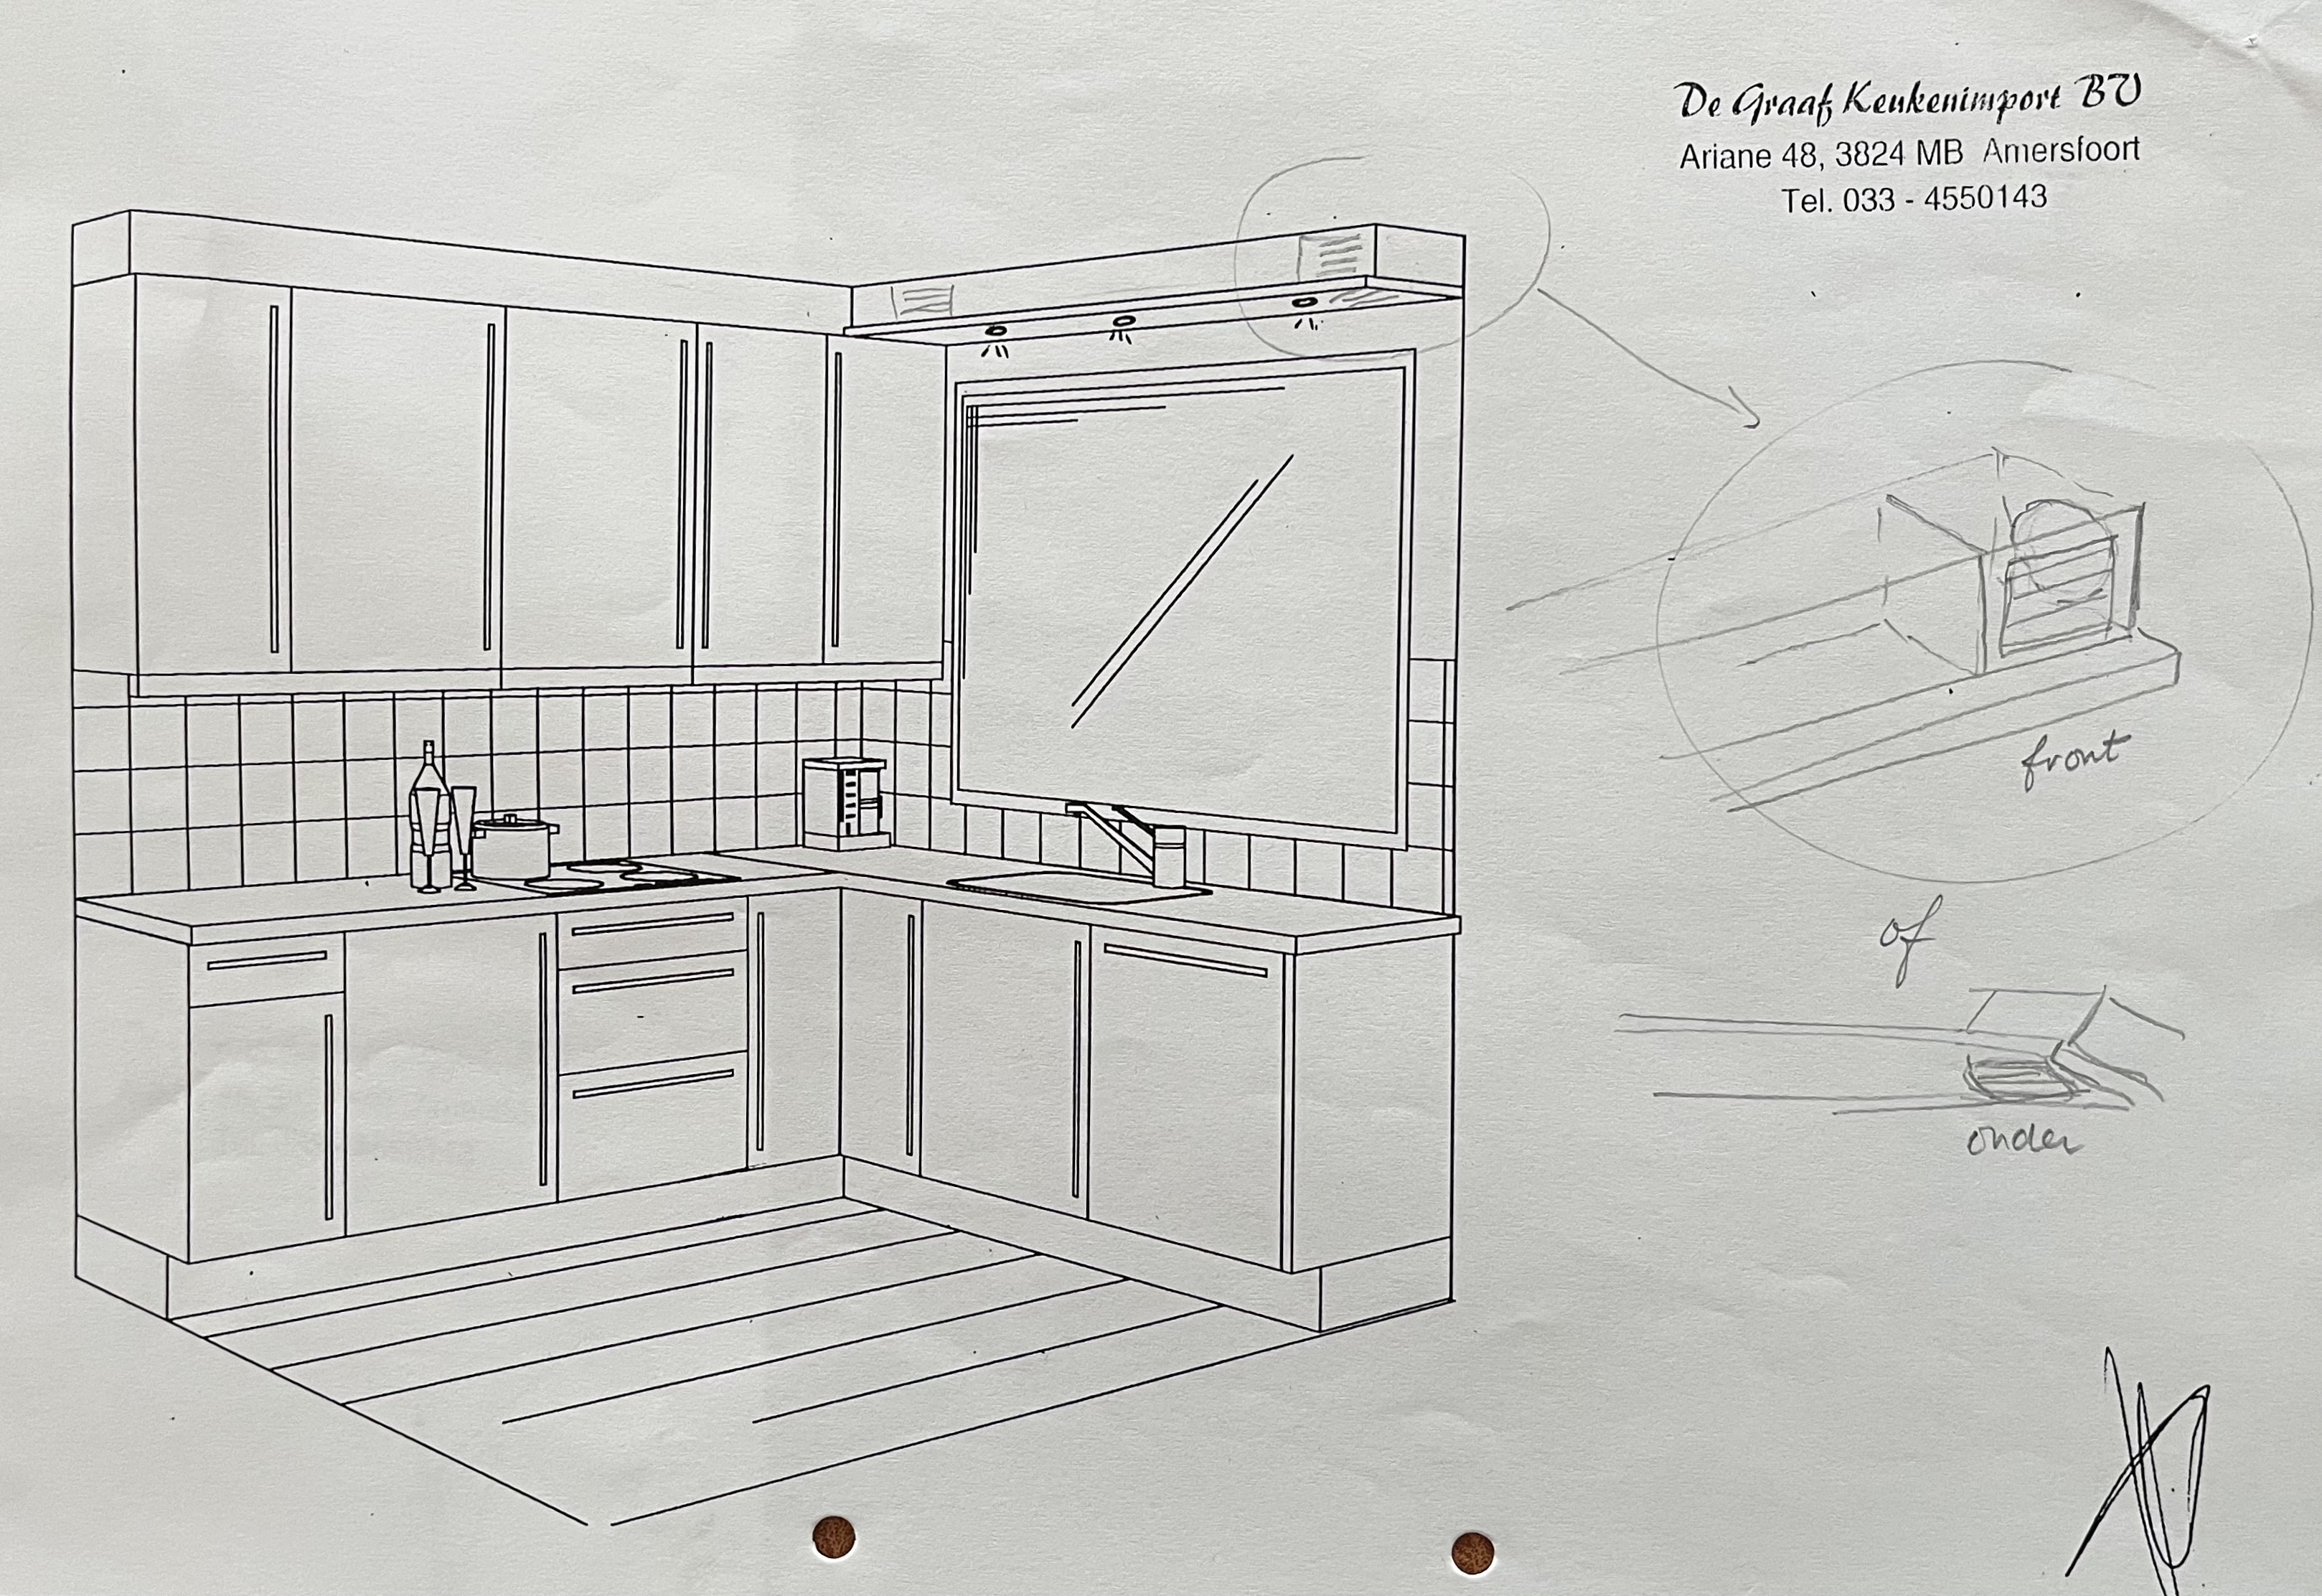 De Graaf Keukenimport BV
Ariane 48, 3824 MB Amersfoort
Tel. 033 - 4550143
front
of
onder